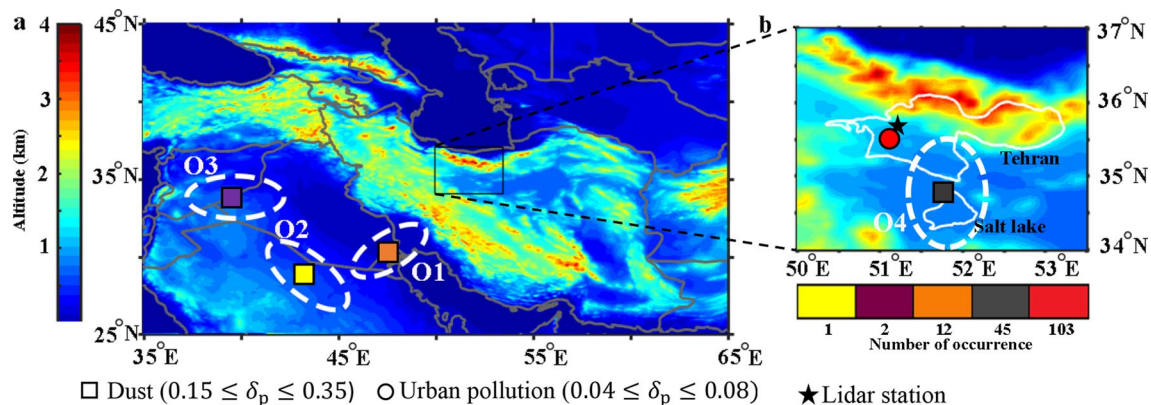 a
b
Altitude (km)
4
3
2
1
45°N
35°N
25°N
35°E
45°E
55°E
65°E
O3
O2
O1
37°N
36°N
35°N
34°N
50°E
51°E
52°E
53°E
Tehran
O4
Salt lake
1 2 12 45 103
Number of occurrence
Dust (0.15 ≤ δp ≤ 0.35) Urban pollution (0.04 ≤ δp ≤ 0.08) Lidar station